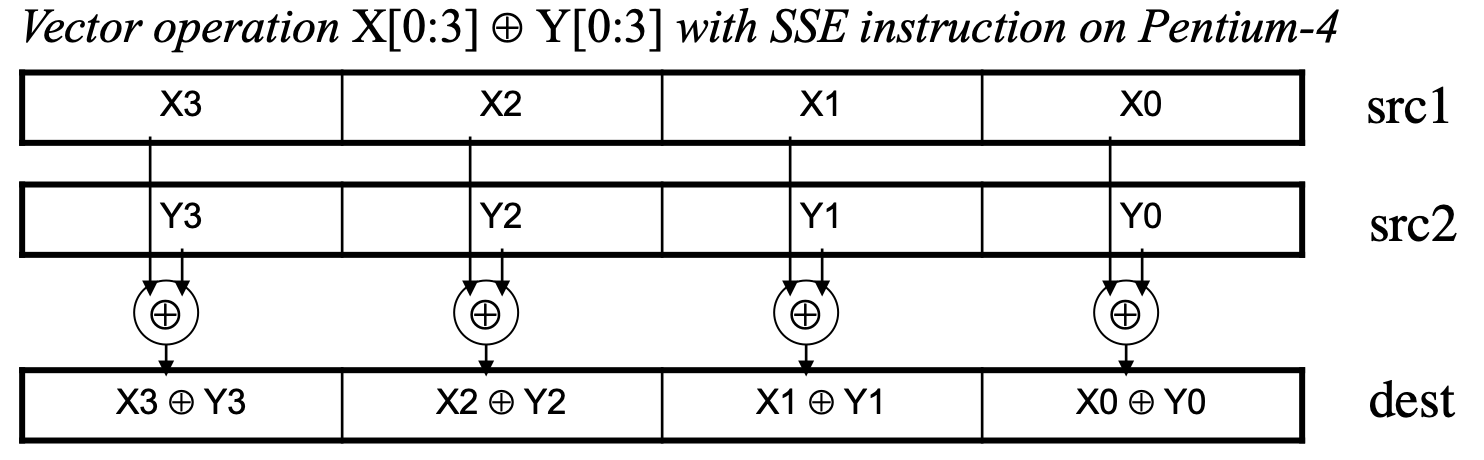 Vector operation X[0:3] ⊕ Y[0:3] with SSE instruction on Pentium-4
X3 X2 X1 X0 src1
Y3 Y2 Y1 Y0 src2
⊕ ⊕ ⊕ ⊕
X3 ⊕ Y3 X2 ⊕ Y2 X1 ⊕ Y1 X0 ⊕ Y0 dest